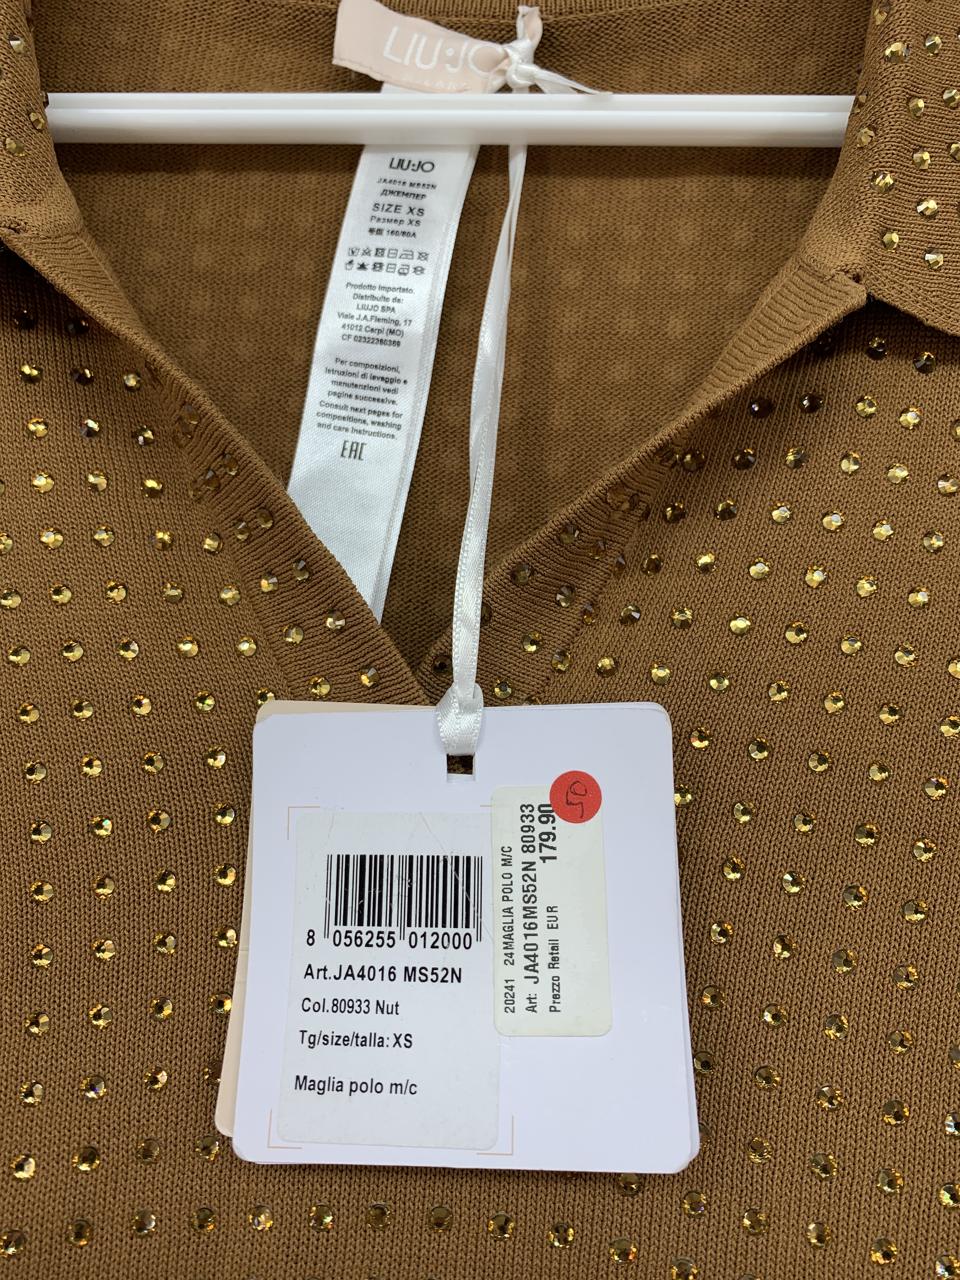 LIU·JO
LIU·JO
JA4016 MS52N
ДЖЕМПЕР
SIZE XS
Размер XS
号型 160/80A
Prodotto importato.
Distribuito da:
LIUJO SPA
Viale J.A.Fleming, 17
41012 Carpi (MO)
CF 02322360369
Per composizioni,
istruzioni di lavaggio e
manutenzioni vedi
pagine successive.
Consult next pages for
compositions, washing
and care instructions.
EAC
50
20241 24MAGLIA POLO M/C
Art: JA4016MS52N 80933
Prezzo Retail EUR 179.90
8 056255 012000
Art.JA4016 MS52N
Col.80933 Nut
Tg/size/talla: XS
Maglia polo m/c